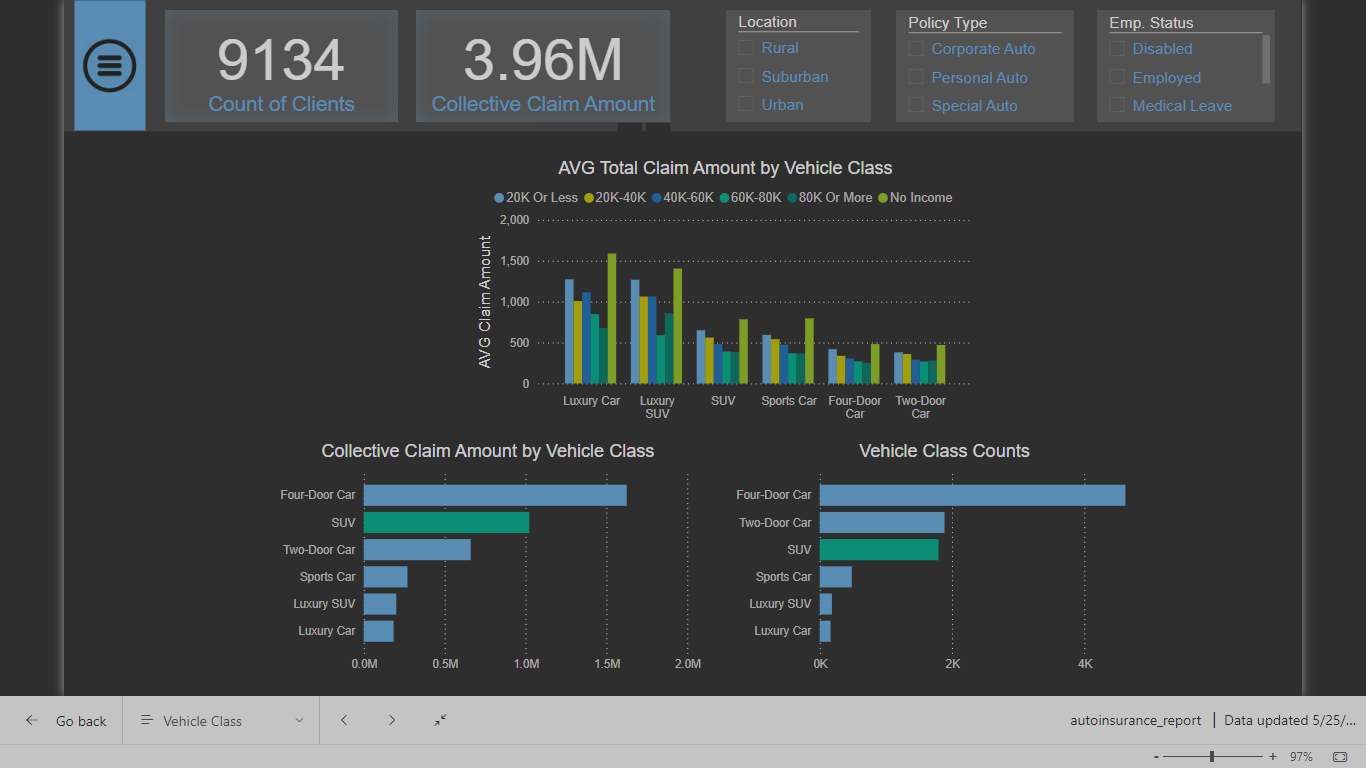 9134
Count of Clients
3.96M
Collective Claim Amount
Location
Rural
Suburban
Urban
Policy Type
Corporate Auto
Personal Auto
Special Auto
Emp. Status
Disabled
Employed
Medical Leave
AVG Total Claim Amount by Vehicle Class
20K Or Less 20K-40K 40K-60K 60K-80K 80K Or More No Income
AVG Claim Amount
2,000
1,500
1,000
500
0
Luxury Car
Luxury
SUV
SUV
Sports Car
Four-Door
Car
Two-Door
Car
Collective Claim Amount by Vehicle Class
Four-Door Car
SUV
Two-Door Car
Sports Car
Luxury SUV
Luxury Car
0.0M 0.5M 1.0M 1.5M 2.0M
Vehicle Class Counts
Four-Door Car
Two-Door Car
SUV
Sports Car
Luxury SUV
Luxury Car
0K 2K 4K
Go back
Vehicle Class
autoinsurance_report | Data updated 5/25/...
- + 97%